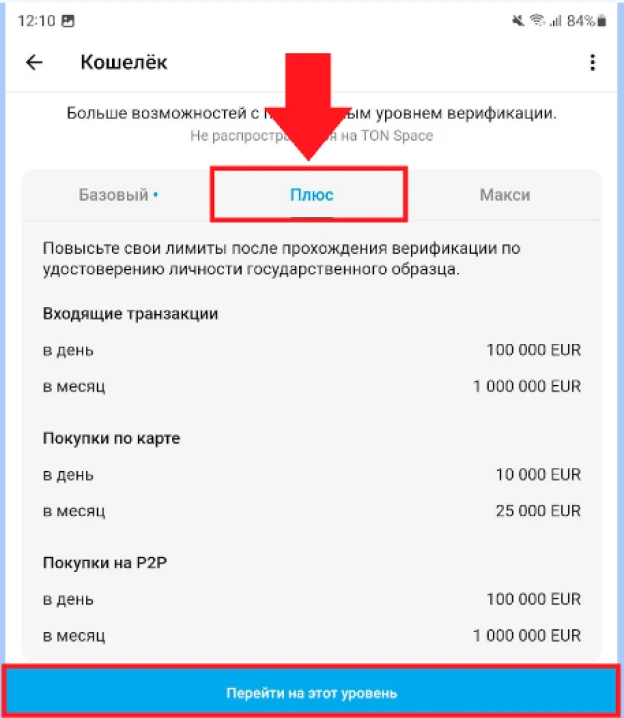 12:10 84%
Кошелёк
Больше возможностей с ым уровнем верификации.
Не распростра на TON Space
Базовый • Плюс Макси
Повысьте свои лимиты после прохождения верификации по
удостоверению личности государственного образца.
Входящие транзакции
в день 100 000 EUR
в месяц 1 000 000 EUR
Покупки по карте
в день 10 000 EUR
в месяц 25 000 EUR
Покупки на P2P
в день 100 000 EUR
в месяц 1 000 000 EUR
Перейти на этот уровень